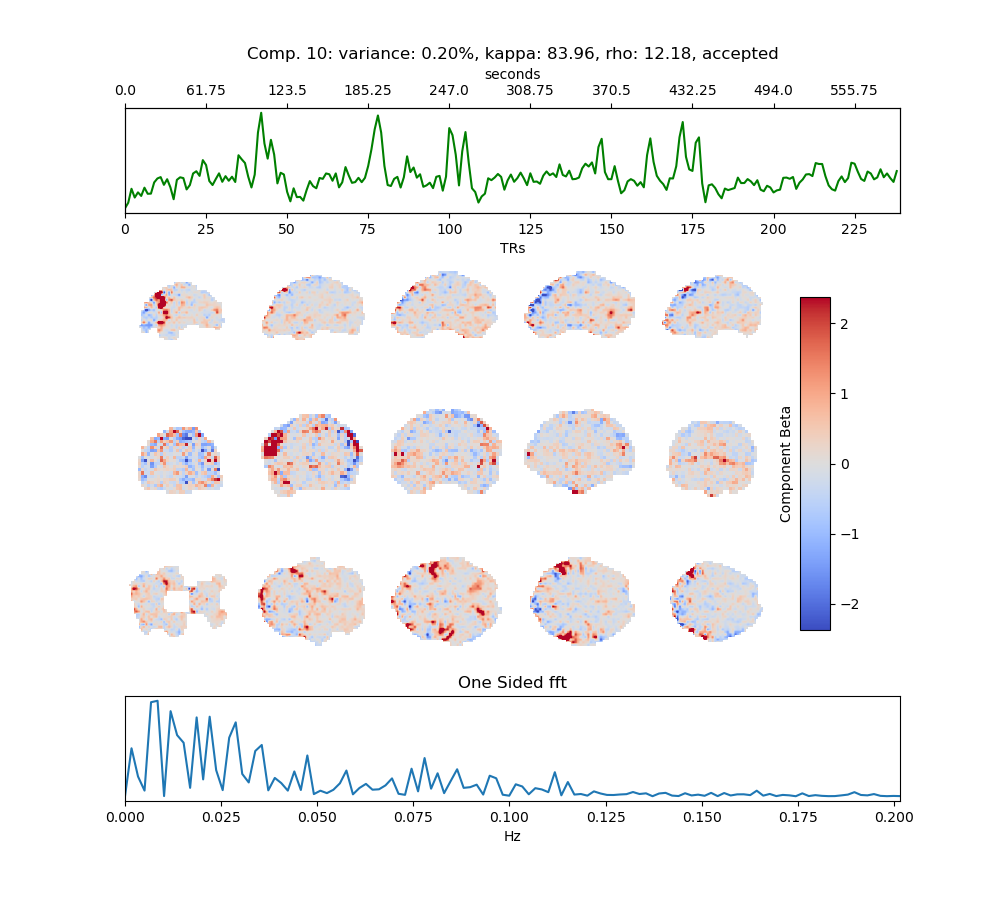 Comp. 10: variance: 0.20%, kappa: 83.96, rho: 12.18, accepted
seconds
0.0 61.75 123.5 185.25 247.0 308.75 370.5 432.25 494.0 555.75
0 25 50 75 100 125 150 175 200 225
TRs
2
1
0
−1
−2
Component Beta
One Sided fft
0.000 0.025 0.050 0.075 0.100 0.125 0.150 0.175 0.200
Hz